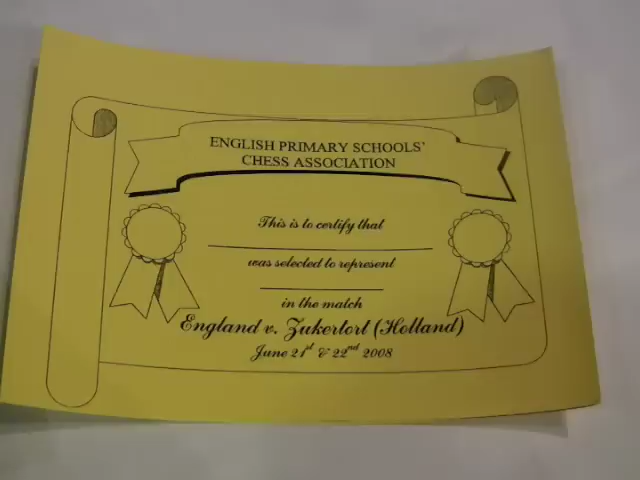 ENGLISH PRIMARY SCHOOLS'
CHESS ASSOCIATION
This is to certify that
was selected to represent
in the match
England v. Zukertort (Holland)
June 21st & 22nd 2008